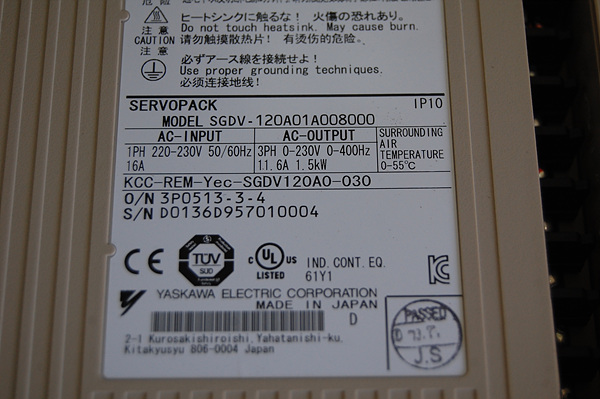 危险
ヒートシンクに触るな! 火傷の恐れあり。
注意 Do not touch heatsink. May cause burn.
CAUTION 请勿触摸散热片! 有烫伤的危险。
注意
必ずアース線を接続せよ!
Use proper grounding techniques.
必须连接地线!
SERVOPACK IP10
MODEL SGDV-120A01A008000
AC-INPUT AC-OUTPUT SURROUNDING AIR TEMPERATURE 0-55℃
1PH 220-230V 50/60Hz 3PH 0-230V 0-400Hz
16A 11.6A 1.5kW
KCC-REM-Yec-SGDV120A0-030
O/N 3P0513-3-4
S/N D0136D957010004
CE TÜV SÜD C UL US LISTED IND. CONT. EQ. 61Y1 KC
YASKAWA ELECTRIC CORPORATION
MADE IN JAPAN
D
PASSED
J.S
2-1 Kurosakishiroishi, Yahatanishi-ku,
Kitakyusyu 806-0004 Japan